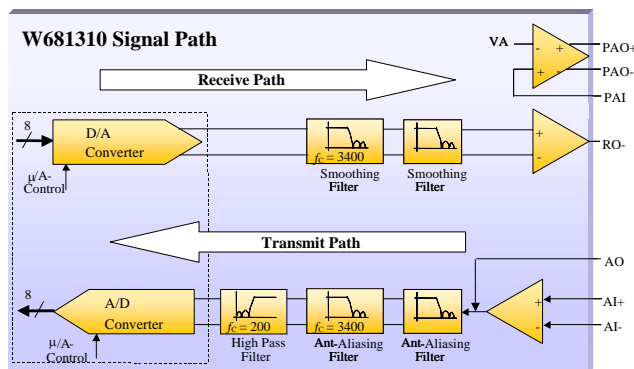 W681310 Signal Path
VA
- +
+ -
PAO+
PAO-
PAI
Receive Path
8
D/A
Converter
μ/A-
Control
fC = 3400
Smoothing
Filter
Smoothing
Filter
+
-
RO-
Transmit Path
8
A/D
Converter
μ/A-
Control
fC = 200
High Pass
Filter
fC = 3400
Ant-Aliasing
Filter
Ant-Aliasing
Filter
AO
+
-
AI+
AI-